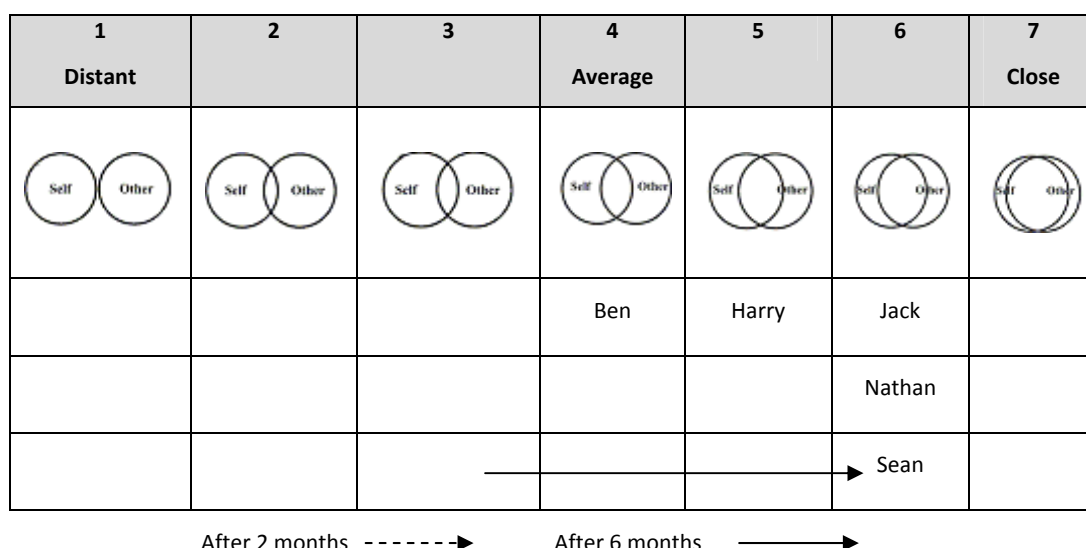 1 2 3 4 5 6 7
Distant Average Close
Self Other Self Other Self Other Self Other Self Other Self Other Self Other
Ben Harry Jack
Nathan
Sean
After 2 months After 6 months